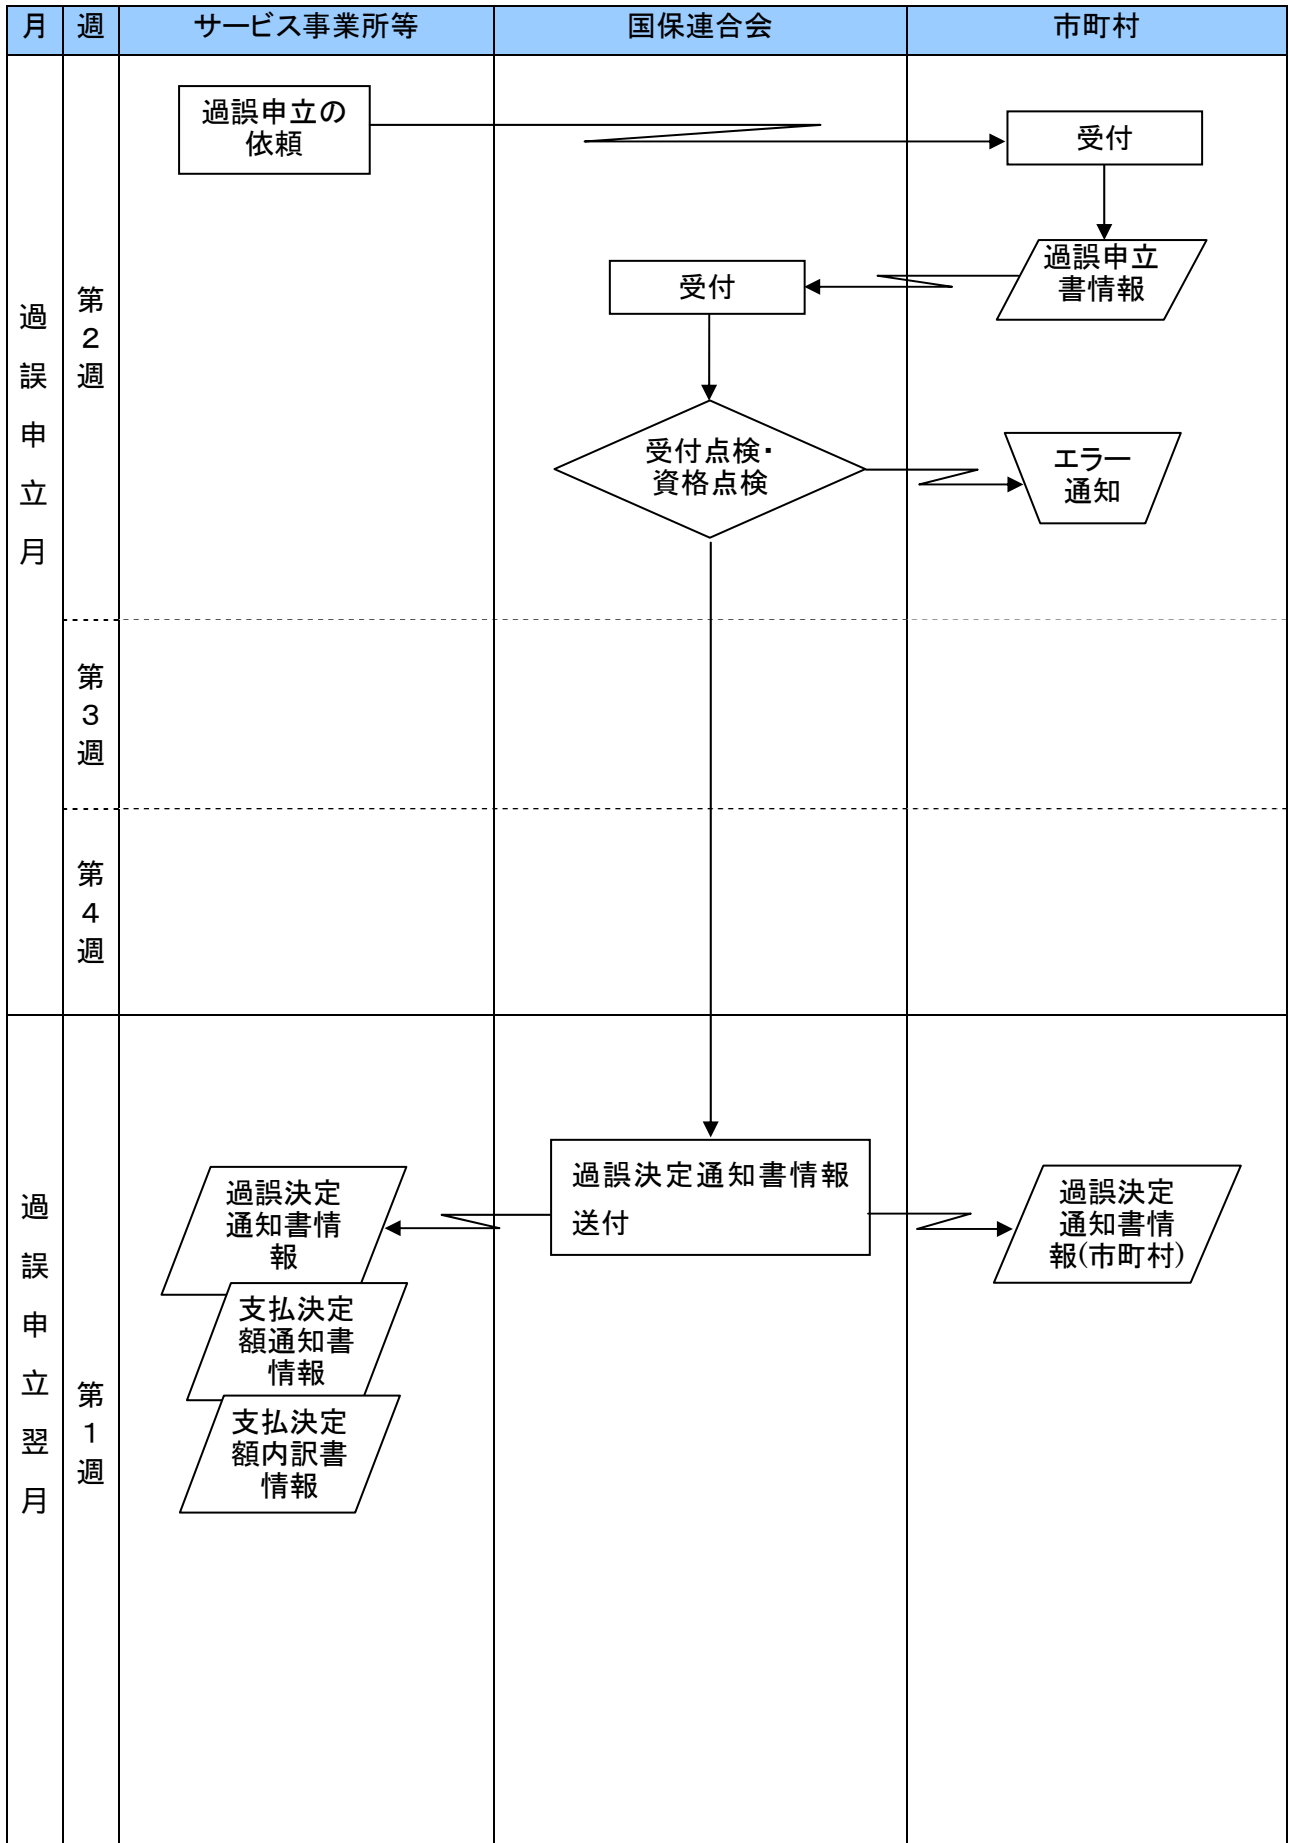 月 週 サービス事業所等 国保連合会 市町村
過誤申立月
第2週
過誤申立の
依頼
受付
過誤申立
書情報
受付
受付点検・
資格点検
エラー
通知
第3週
第4週
過誤申立翌月
第1週
過誤決定通知書情報
送付
過誤決定
通知書情
報
支払決定
額通知書
情報
支払決定
額内訳書
情報
過誤決定
通知書情
報(市町村)